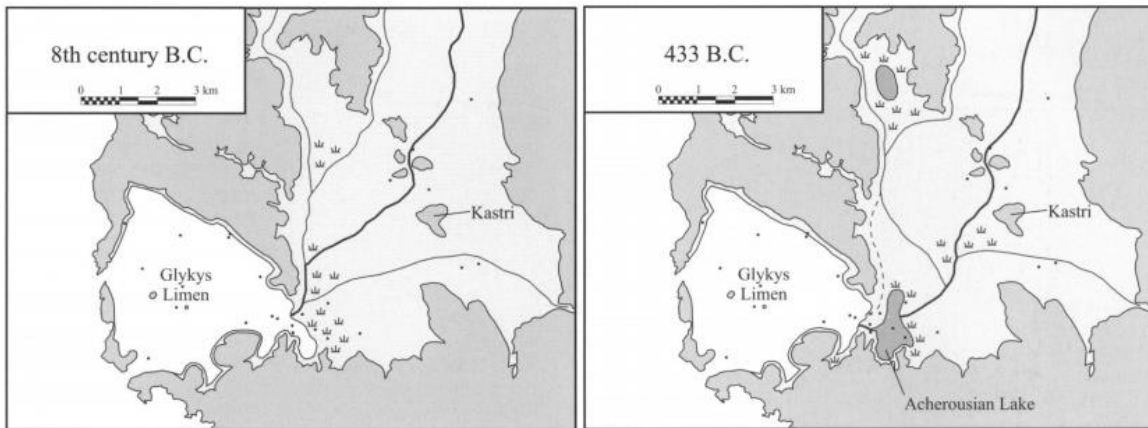 8th century B.C.
0 1 2 3 km
Kastri
Glykys
Limen
433 B.C.
0 1 2 3 km
Kastri
Glykys
Limen
Acherousian Lake